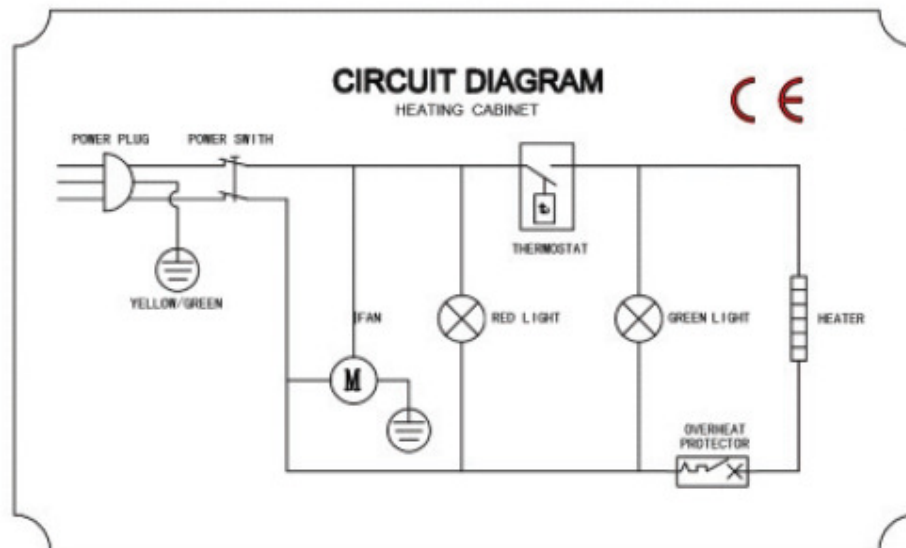 CIRCUIT DIAGRAM
HEATING CABINET
CE
POWER PLUG
POWER SWITH
t
THERMOSTAT
YELLOW/GREEN
FAN
RED LIGHT
GREEN LIGHT
HEATER
M
OVERHEAT
PROTECTOR